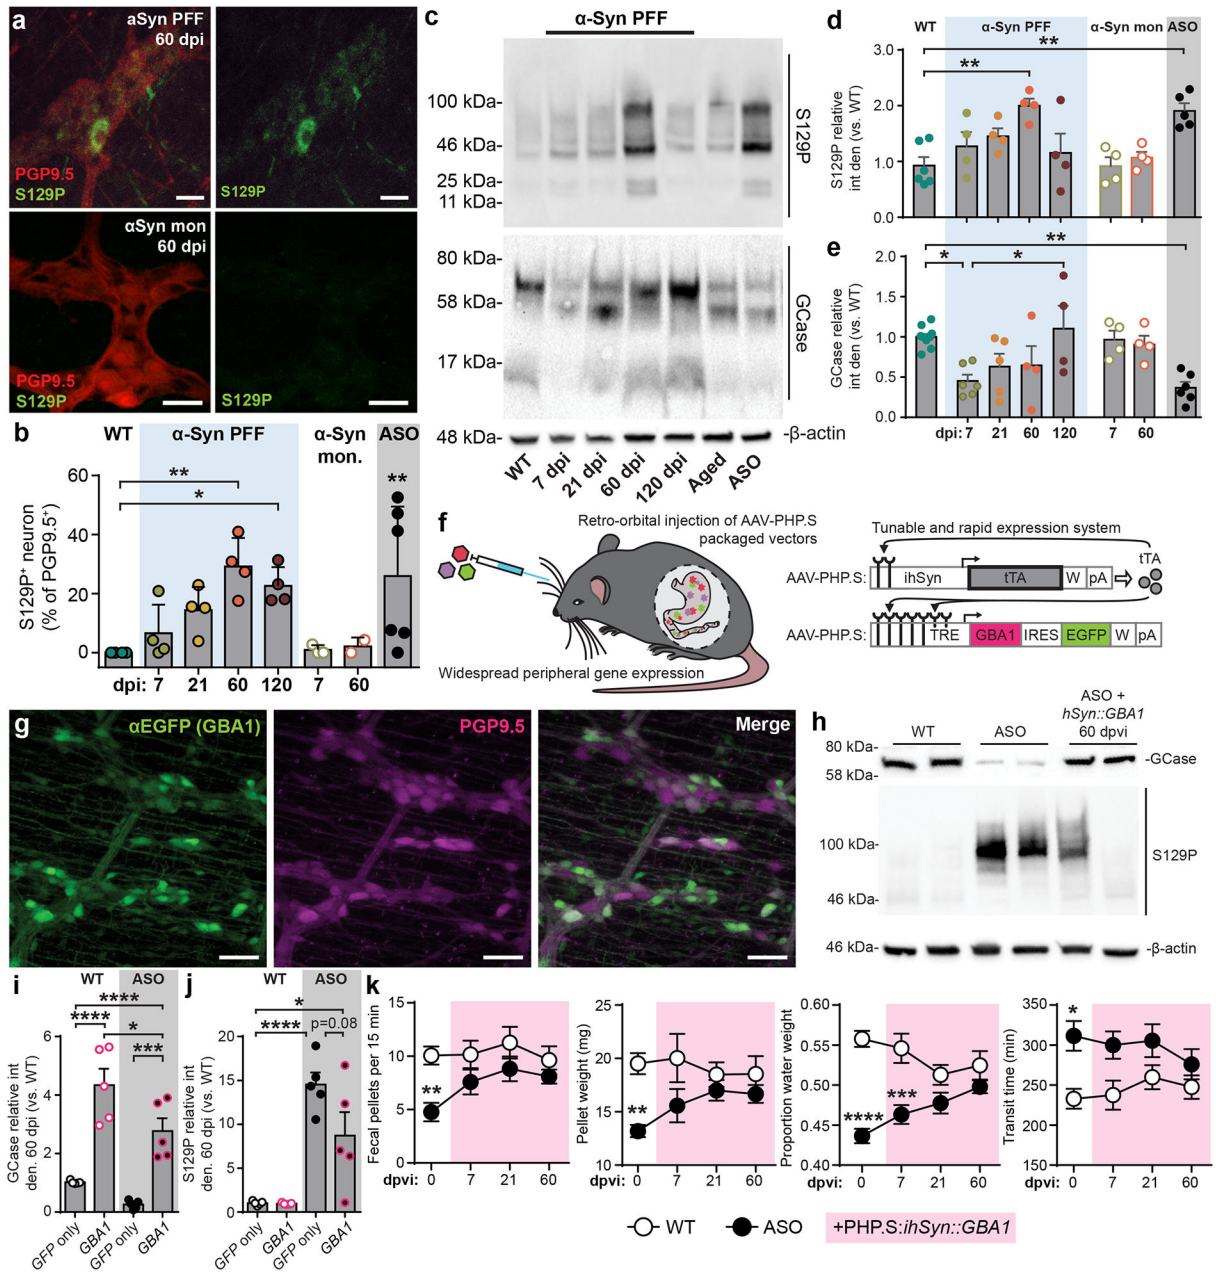 a
aSyn PFF
60 dpi
PGP9.5
S129P
S129P
αSyn mon
60 dpi
PGP9.5
S129P
S129P
b
WT
α-Syn PFF
α-Syn
mon.
ASO
S129P⁺ neuron
(% of PGP9.5⁺)
60
40
20
0
**
*
**
dpi: 7 21 60 120 7 60
c
α-Syn PFF
100 kDa-
46 kDa-
25 kDa-
11 kDa-
S129P
80 kDa-
58 kDa-
17 kDa-
GCase
48 kDa-
-β-actin
WT
7 dpi
21 dpi
60 dpi
120 dpi
Aged
ASO
d
WT
α-Syn PFF
α-Syn mon
ASO
S129P relative
int den (vs. WT)
3.0
2.0
1.0
0.0
**
**
e
GCase relative
int den (vs. WT)
2.0
1.5
1.0
0.5
0.0
**
*
*
dpi: 7 21 60 120 7 60
f
Retro-orbital injection of AAV-PHP.S
packaged vectors
Widespread peripheral gene expression
Tunable and rapid expression system
tTA
AAV-PHP.S:
ihSyn
tTA
W
pA
AAV-PHP.S:
TRE
GBA1
IRES
EGFP
W
pA
g
αEGFP (GBA1)
PGP9.5
Merge
h
WT
ASO
ASO +
hSyn::GBA1
60 dpvi
80 kDa-
58 kDa-
-GCase
100 kDa-
46 kDa-
S129P
46 kDa-
-β-actin
i
WT
ASO
GCase relative int
den. 60 dpi (vs. WT)
6
4
2
0
****
****
*
***
GFP only
GBA1
GFP only
GBA1
j
WT
ASO
S129P relative int
den. 60 dpi (vs. WT)
20
15
10
5
0
*
****
p=0.08
GFP only
GBA1
GFP only
GBA1
k
Fecal pellets per 15 min
15
10
5
0
**
dpvi: 0 7 21 60
Pellet weight (mg)
25
20
15
10
**
dpvi: 0 7 21 60
Proportion water weight
0.60
0.55
0.50
0.45
0.40
****
***
dpvi: 0 7 21 60
Transit time (min)
350
300
250
200
150
*
dpvi: 0 7 21 60
WT
ASO
+PHP.S:ihSyn::GBA1